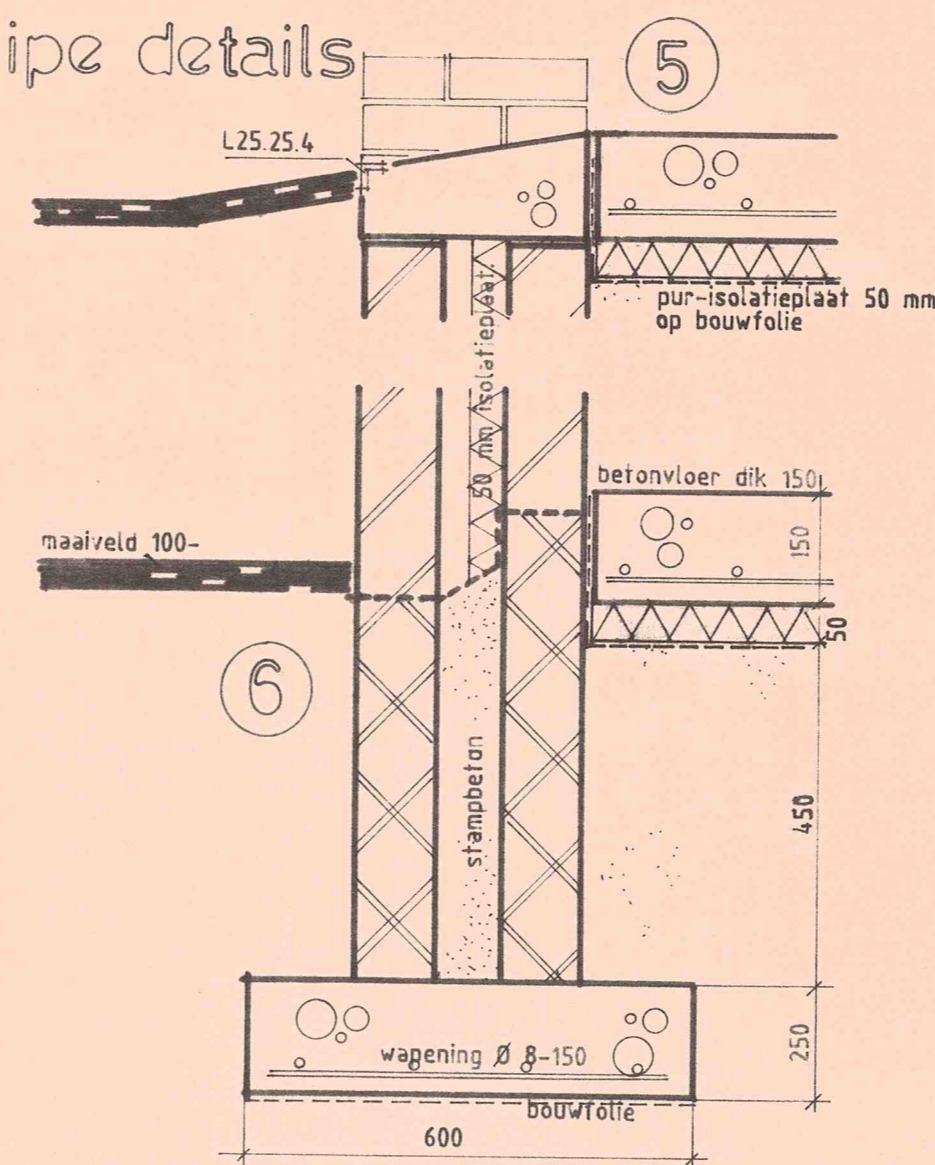 ipe details
5
L25.25.4
pur-isolatieplaat 50 mm
op bouwfolie
50 mm isolatieplaat.
betonvloer dik 150
maaiveld 100-
150
50
6
stampbeton
450
wapening Ø 8-150
250
bouwfolie
600